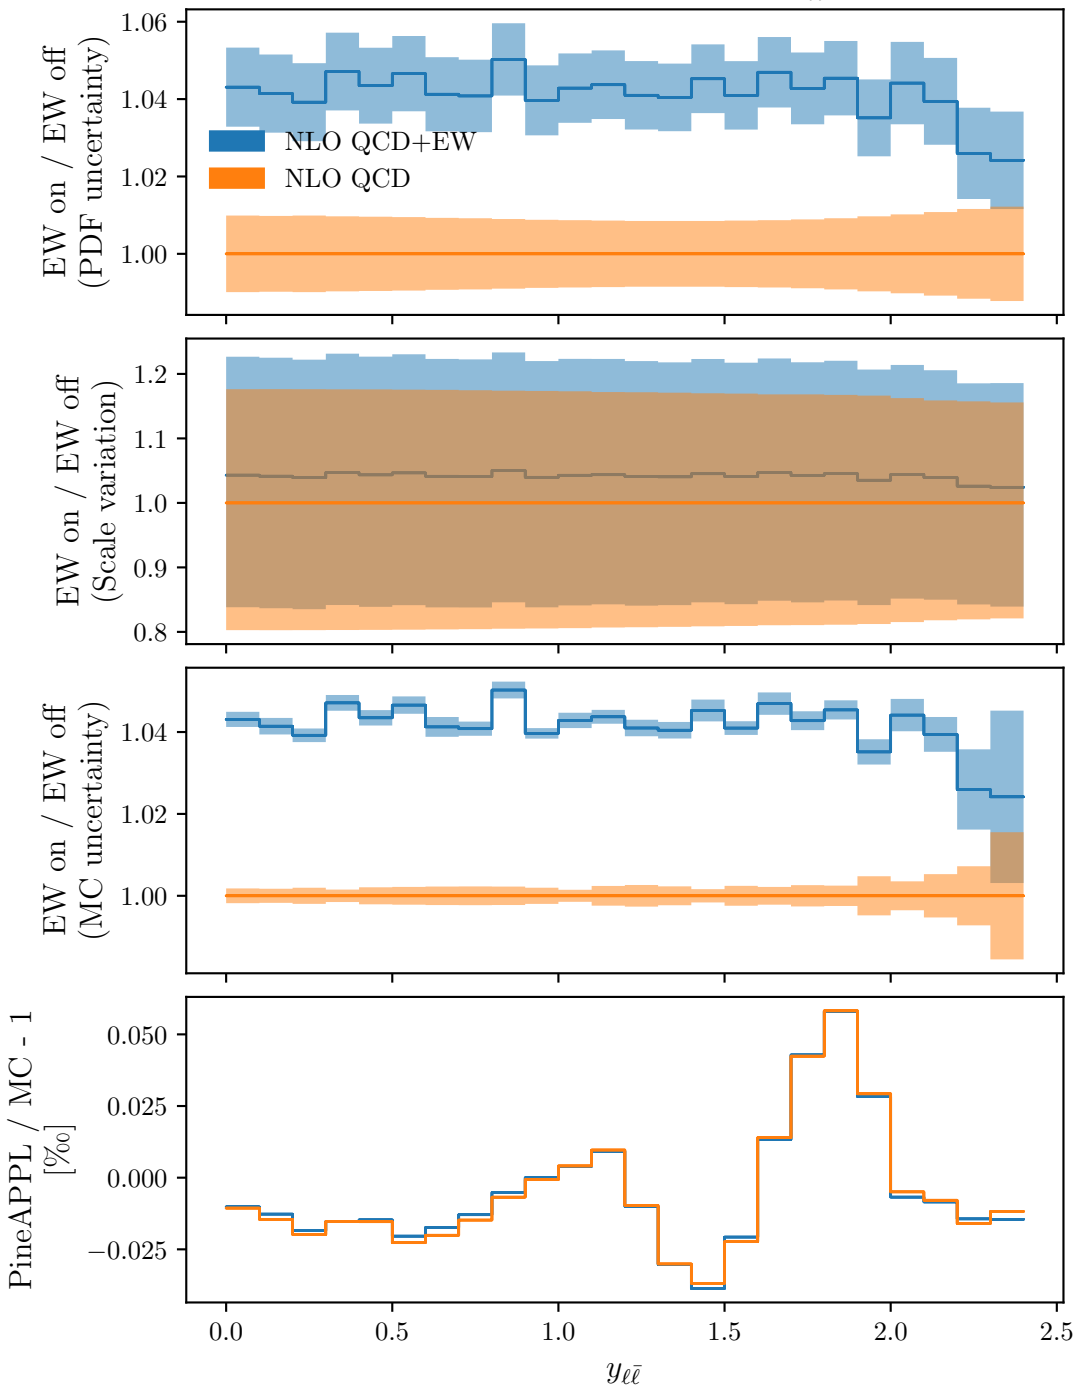 EW on / EW off
(PDF uncertainty)
1.06
1.04
1.02
1.00
NLO QCD+EW
NLO QCD
EW on / EW off
(Scale variation)
1.2
1.1
1.0
0.9
0.8
EW on / EW off
(MC uncertainty)
1.04
1.02
1.00
PineAPPL / MC - 1
[‰]
0.050
0.025
0.000
−0.025
0.0 0.5 1.0 1.5 2.0 2.5
yℓℓ̄